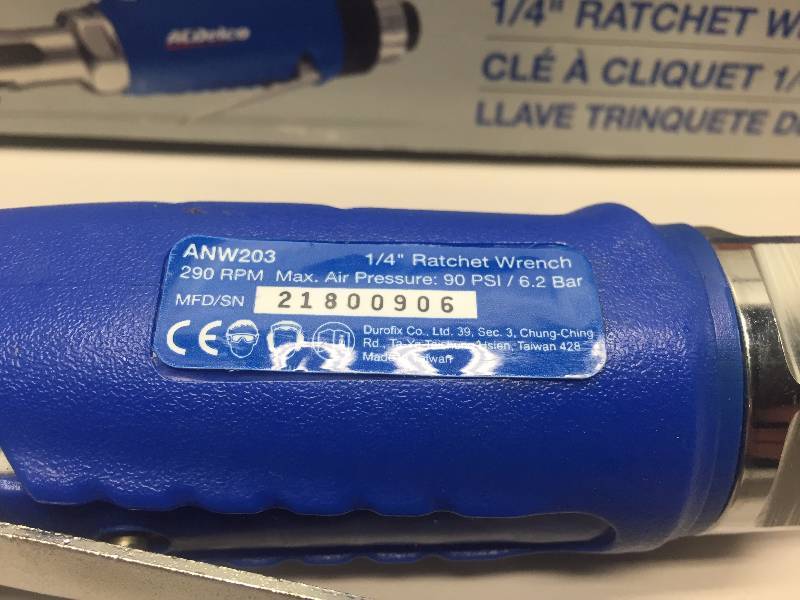 ACDelco
1/4" RATCHET W
CLÉ À CLIQUET 1/
LLAVE TRINQUETE D
ANW203 1/4" Ratchet Wrench
290 RPM Max. Air Pressure: 90 PSI / 6.2 Bar
MFD/SN 21800906
CE Durofix Co., Ltd. 39, Sec. 3, Chung-Ching
Rd., Ta-Ya Taichung Hsien, Taiwan 428
Made in Taiwan